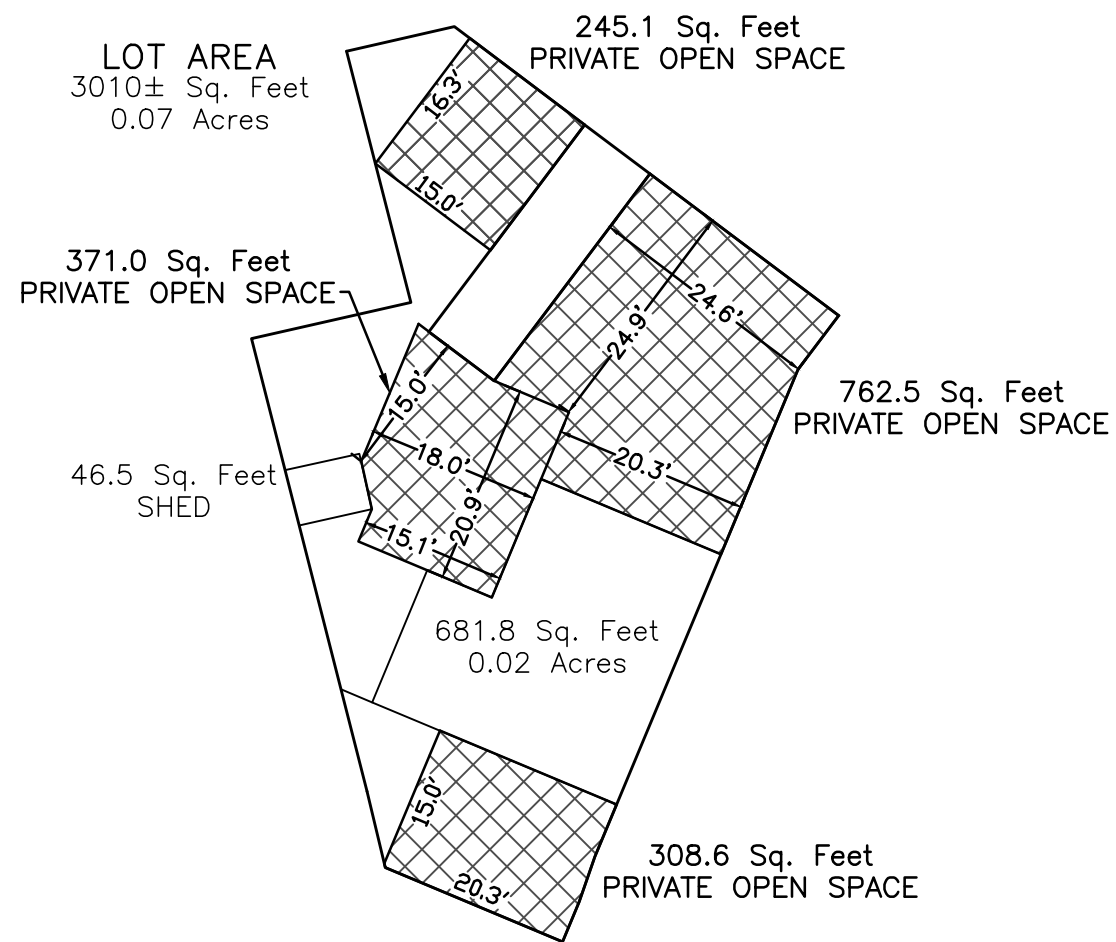 245.1 Sq. Feet
PRIVATE OPEN SPACE
LOT AREA
3010± Sq. Feet
0.07 Acres
16.3'
15.0'
371.0 Sq. Feet
PRIVATE OPEN SPACE
24.6'
24.9'
15.0'
762.5 Sq. Feet
PRIVATE OPEN SPACE
18.0'
20.3'
46.5 Sq. Feet
SHED
20.9'
15.1'
681.8 Sq. Feet
0.02 Acres
15.0'
308.6 Sq. Feet
PRIVATE OPEN SPACE
20.3'